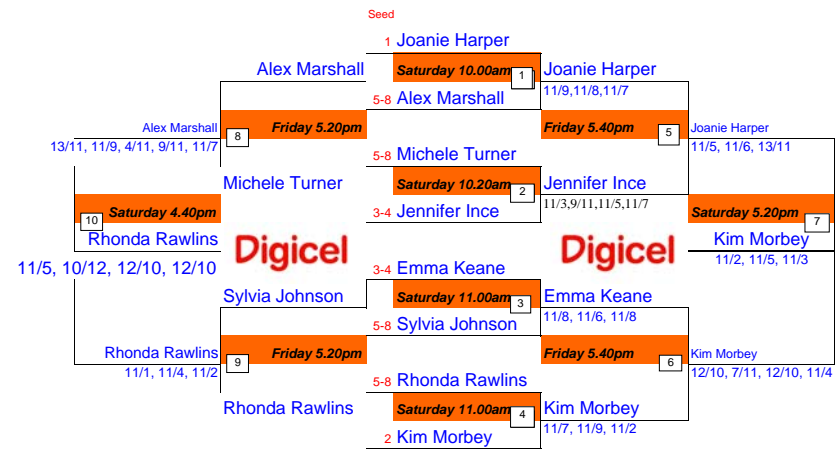 Seed
1 Joanie Harper
Alex Marshall Saturday 10.00am 1 Joanie Harper
11/9,11/8,11/7
5-8 Alex Marshall
Alex Marshall 8 Friday 5.20pm Friday 5.40pm 5 Joanie Harper
13/11, 11/9, 4/11, 9/11, 11/7 11/5, 11/6, 13/11
5-8 Michele Turner
Michele Turner Saturday 10.20am 2 Jennifer Ince
11/3,9/11,11/5,11/7
3-4 Jennifer Ince
10 Saturday 4.40pm Saturday 5.20pm 7
Rhonda Rawlins Digicel Digicel Kim Morbey
11/5, 10/12, 12/10, 12/10 11/2, 11/5, 11/3
3-4 Emma Keane
Sylvia Johnson Saturday 11.00am 3 Emma Keane
11/8, 11/6, 11/8
5-8 Sylvia Johnson
Rhonda Rawlins 9 Friday 5.20pm Friday 5.40pm 6 Kim Morbey
11/1, 11/4, 11/2 12/10, 7/11, 12/10, 11/4
5-8 Rhonda Rawlins
Rhonda Rawlins Saturday 11.00am 4 Kim Morbey
11/7, 11/9, 11/2
2 Kim Morbey